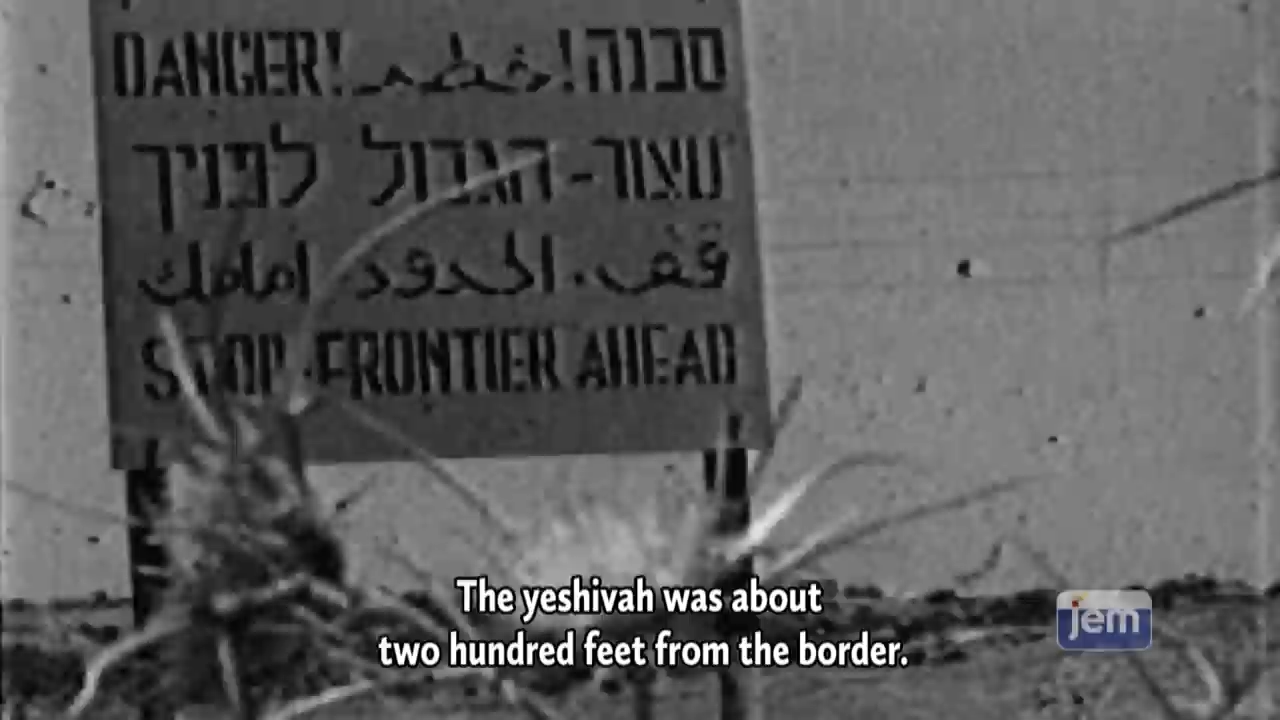 DANGER! خطر! סכנה!
עצור - הגבול לפניך
قف. الحدود امامك
STOP · FRONTIER AHEAD
The yeshivah was about
two hundred feet from the border.
jem